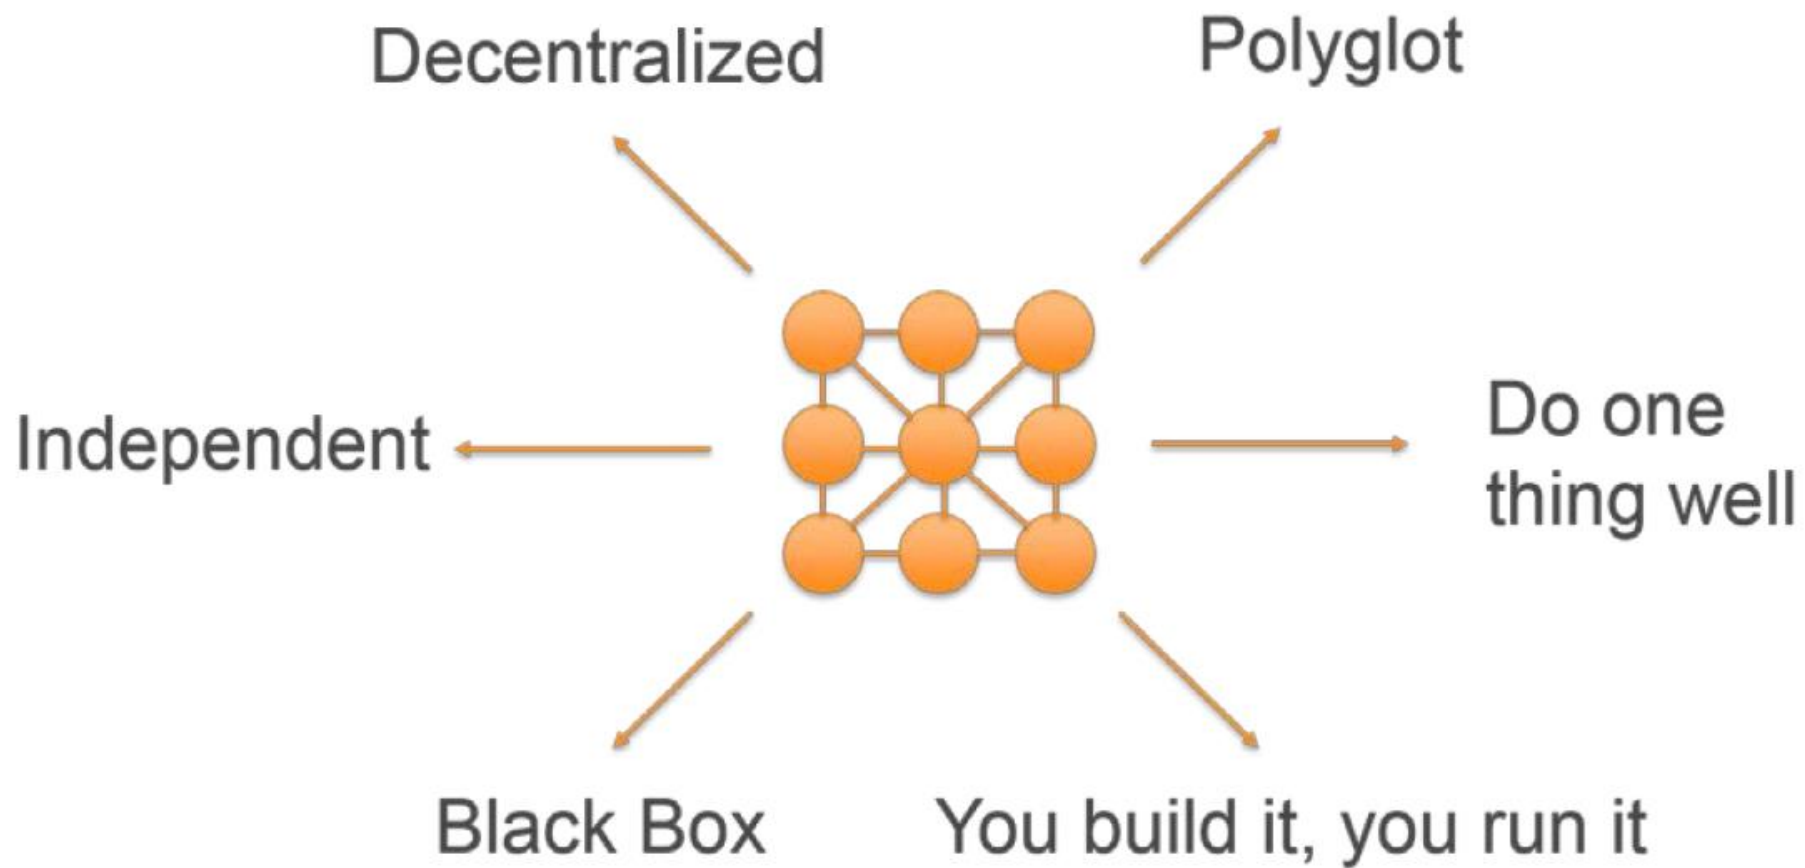 Decentralized
Polyglot
Independent
Do one
thing well
Black Box
You build it, you run it